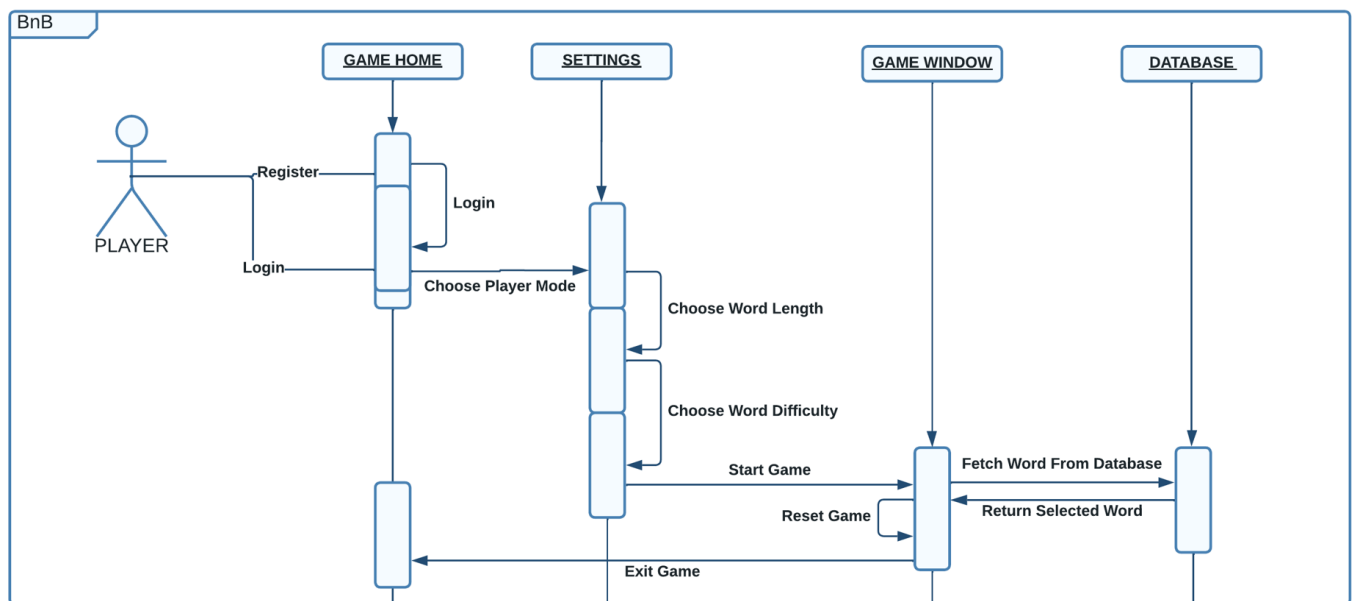 BnB
GAME HOME
SETTINGS
GAME WINDOW
DATABASE
Register
Login
PLAYER
Login
Choose Player Mode
Choose Word Length
Choose Word Difficulty
Start Game
Fetch Word From Database
Return Selected Word
Reset Game
Exit Game